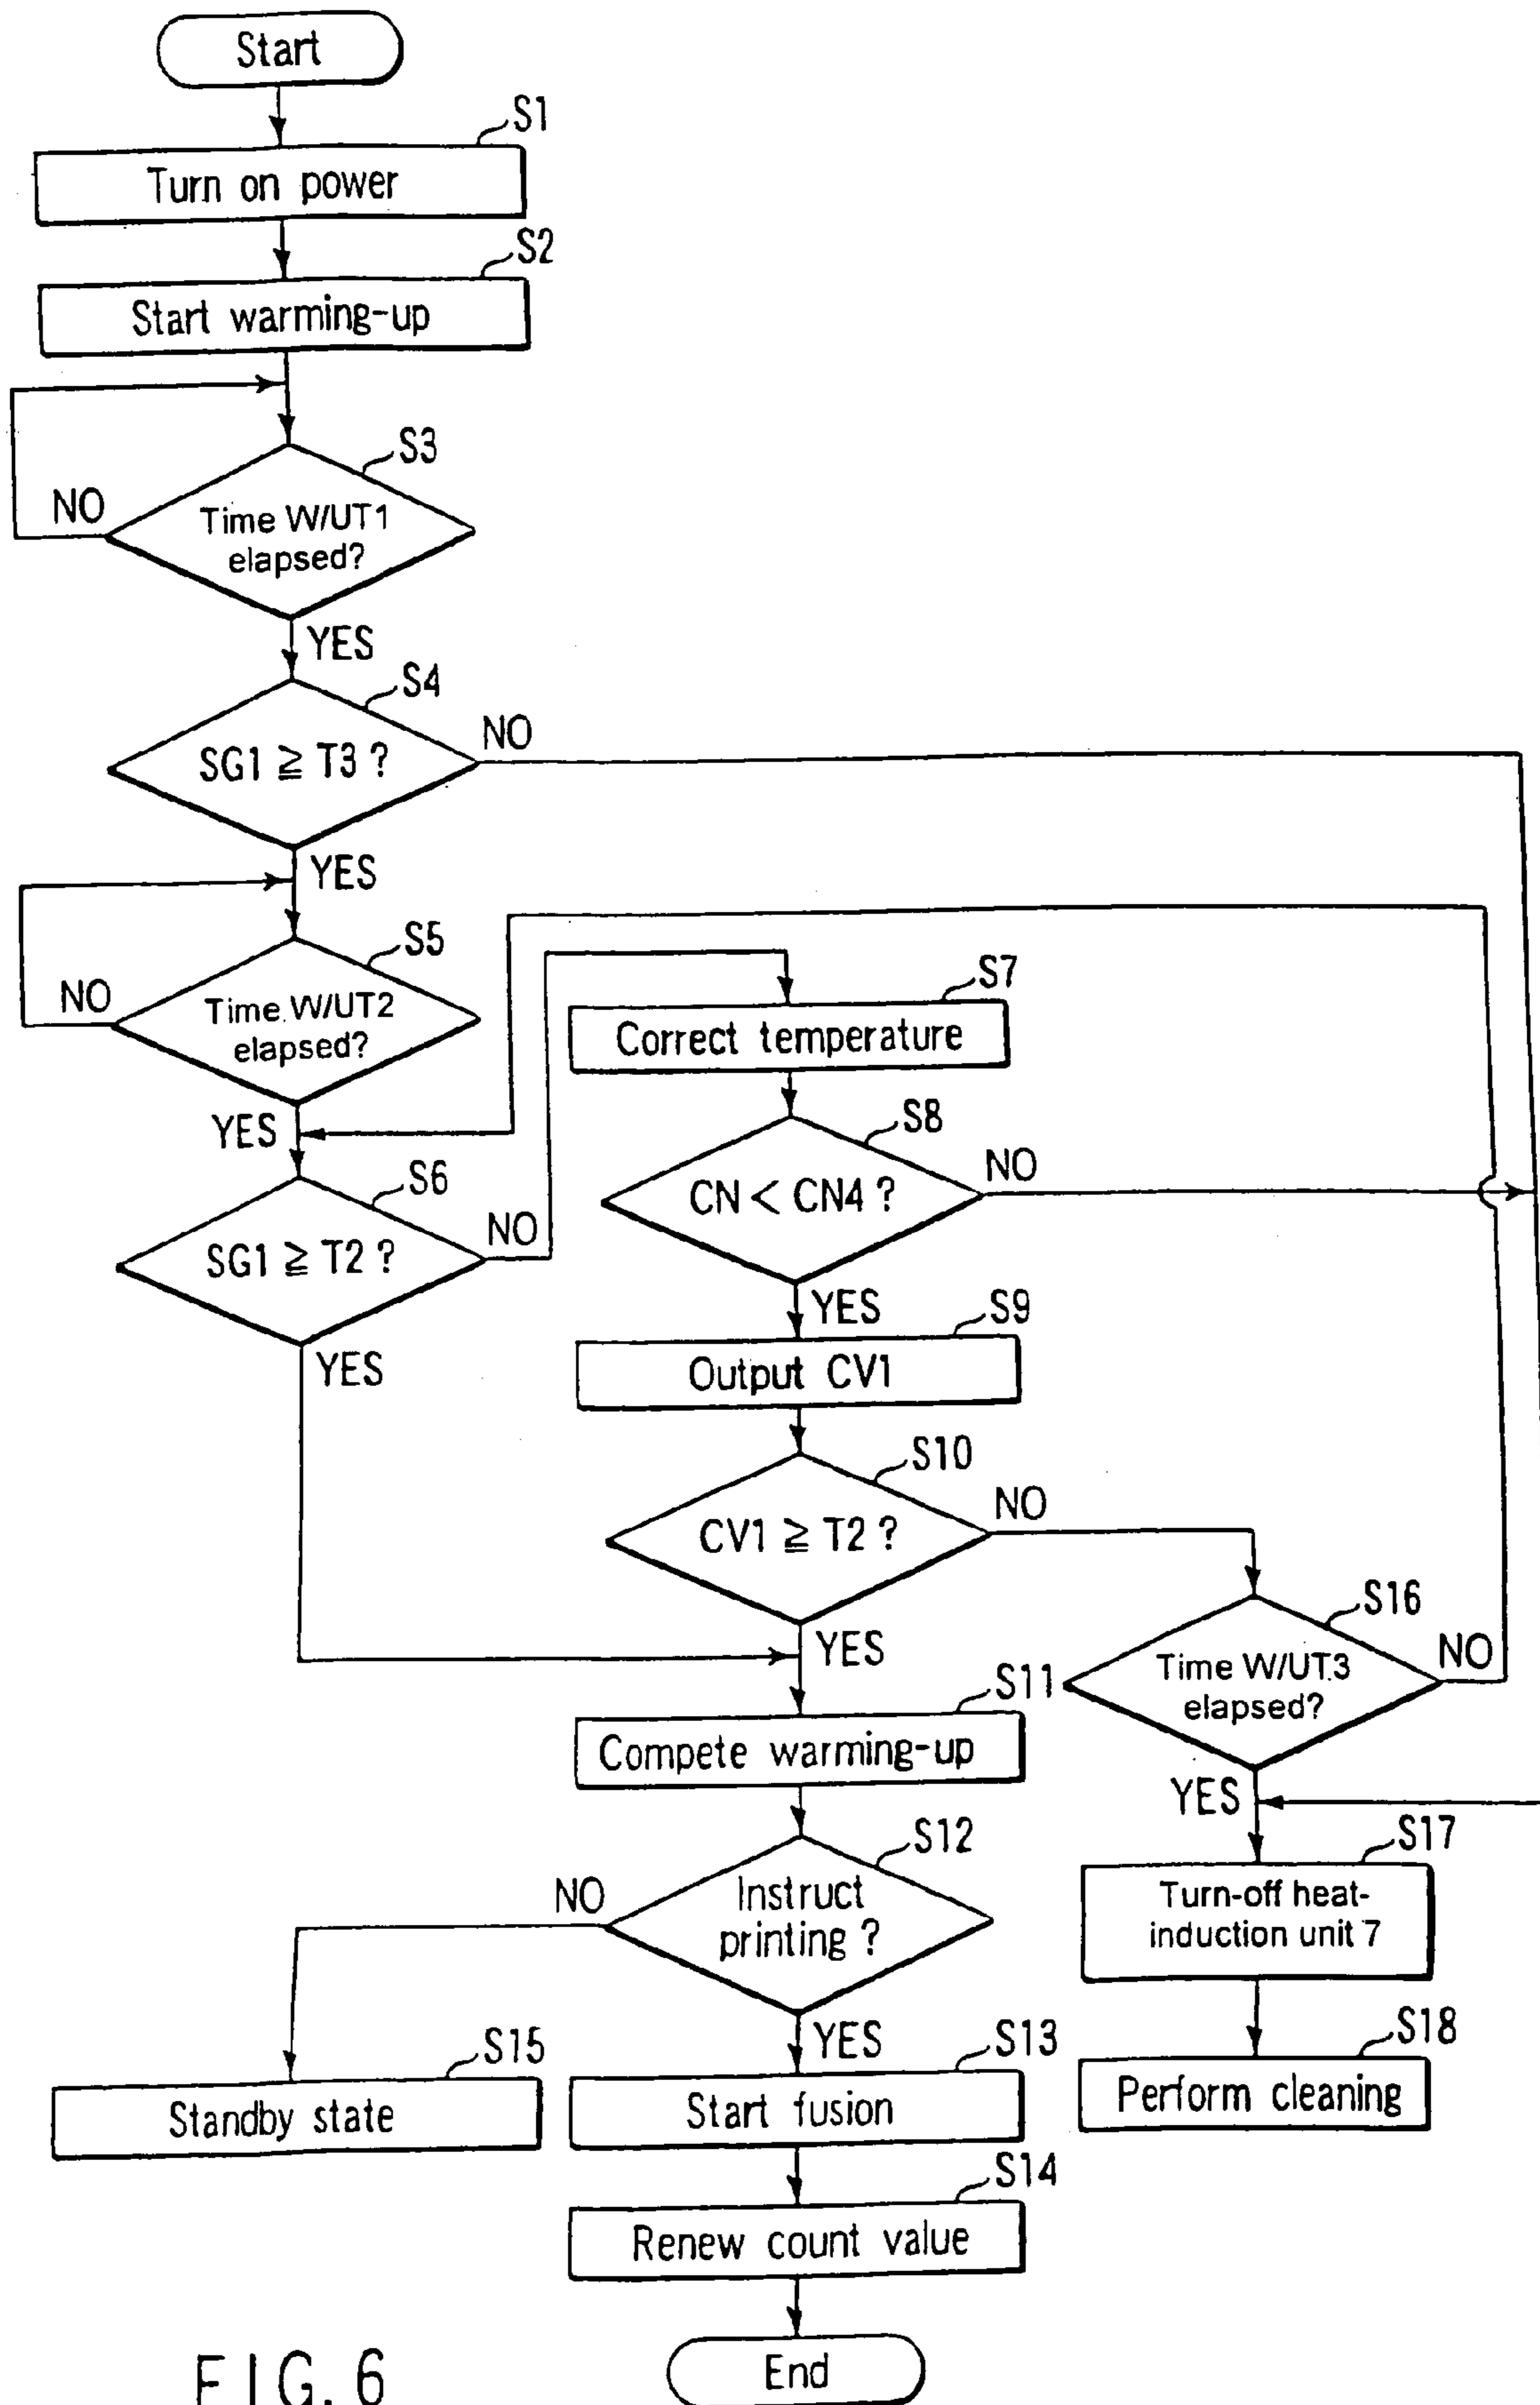 Start
S1
Turn on power
S2
Start warming-up
S3
NO
Time W/UT1
elapsed?
YES
S4
NO
SG1 ≧ T3 ?
YES
S5
NO
Time W/UT2
elapsed?
YES
S6
NO
SG1 ≧ T2 ?
YES
S7
Correct temperature
S8
NO
CN < CN4 ?
YES
S9
Output CV1
S10
NO
CV1 ≧ T2 ?
YES
S16
NO
Time W/UT3
elapsed?
YES
S11
Compete warming-up
S12
NO
Instruct
printing ?
YES
S17
Turn-off heat-
induction unit 7
S18
Perform cleaning
S15
Standby state
S13
Start fusion
S14
Renew count value
End
FIG. 6